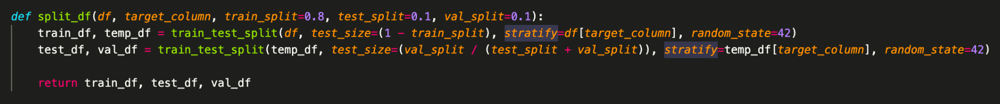 def split_df(df, target_column, train_split=0.8, test_split=0.1, val_split=0.1):
    train_df, temp_df = train_test_split(df, test_size=(1 - train_split), stratify=df[target_column], random_state=42)
    test_df, val_df = train_test_split(temp_df, test_size=(val_split / (test_split + val_split)), stratify=temp_df[target_column], random_state=42)
    return train_df, test_df, val_df